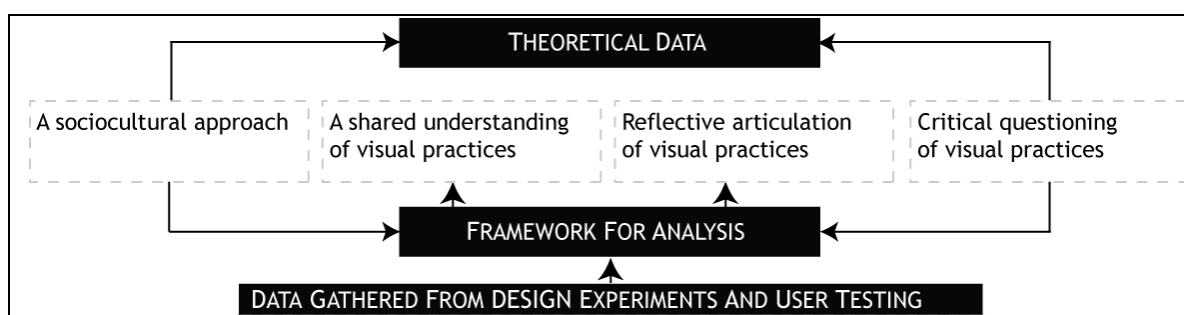 THEORETICAL DATA
A sociocultural approach
A shared understanding
of visual practices
Reflective articulation
of visual practices
Critical questioning
of visual practices
FRAMEWORK FOR ANALYSIS
DATA GATHERED FROM DESIGN EXPERIMENTS AND USER TESTING